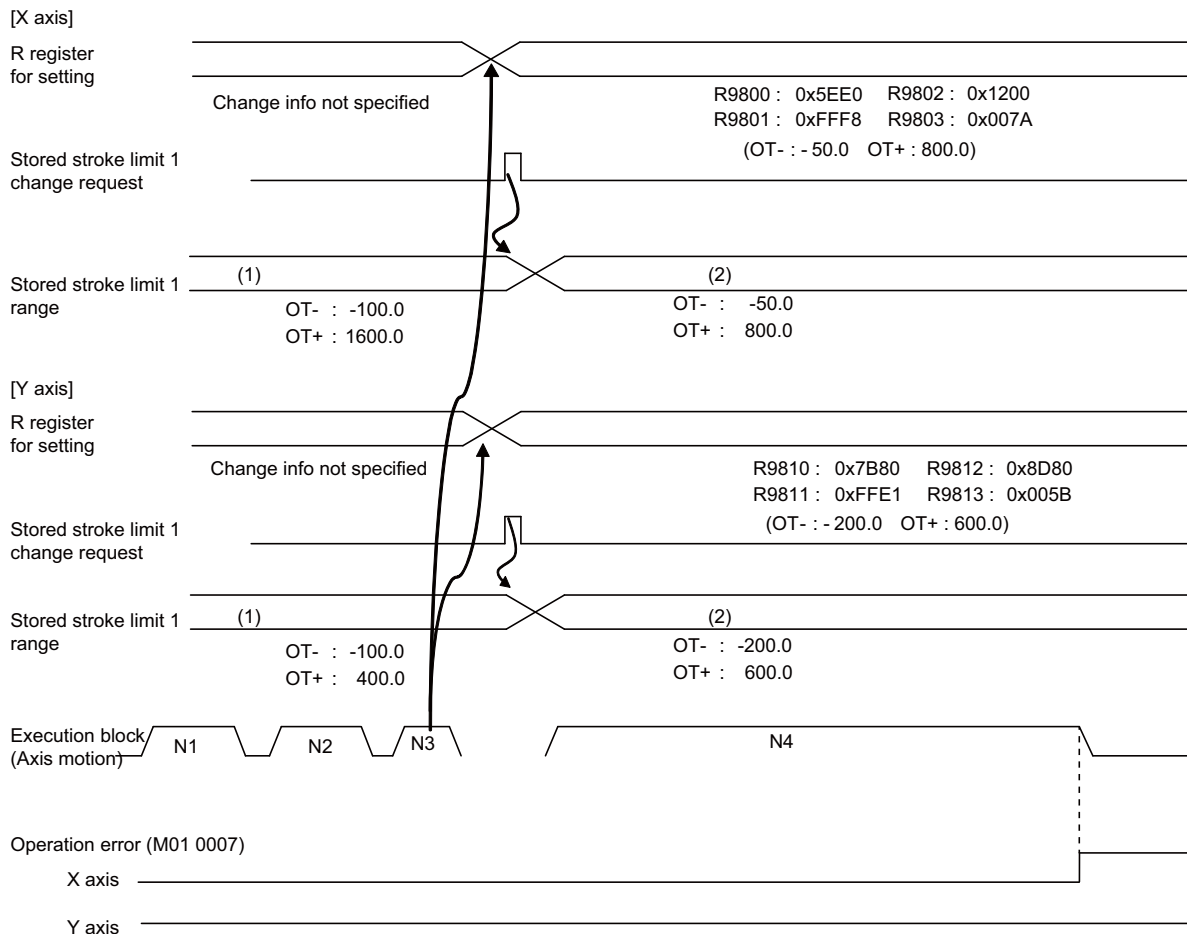 [X axis]
R register
for setting
Change info not specified
R9800 : 0x5EE0 R9802 : 0x1200
R9801 : 0xFFF8 R9803 : 0x007A
(OT- : - 50.0 OT+ : 800.0)
Stored stroke limit 1
change request
Stored stroke limit 1
range
(1)
OT- : -100.0
OT+ : 1600.0
(2)
OT- : -50.0
OT+ : 800.0
[Y axis]
R register
for setting
Change info not specified
R9810 : 0x7B80 R9812 : 0x8D80
R9811 : 0xFFE1 R9813 : 0x005B
(OT- : - 200.0 OT+ : 600.0)
Stored stroke limit 1
change request
Stored stroke limit 1
range
(1)
OT- : -100.0
OT+ : 400.0
(2)
OT- : -200.0
OT+ : 600.0
Execution block
(Axis motion)
N1
N2
N3
N4
Operation error (M01 0007)
X axis
Y axis